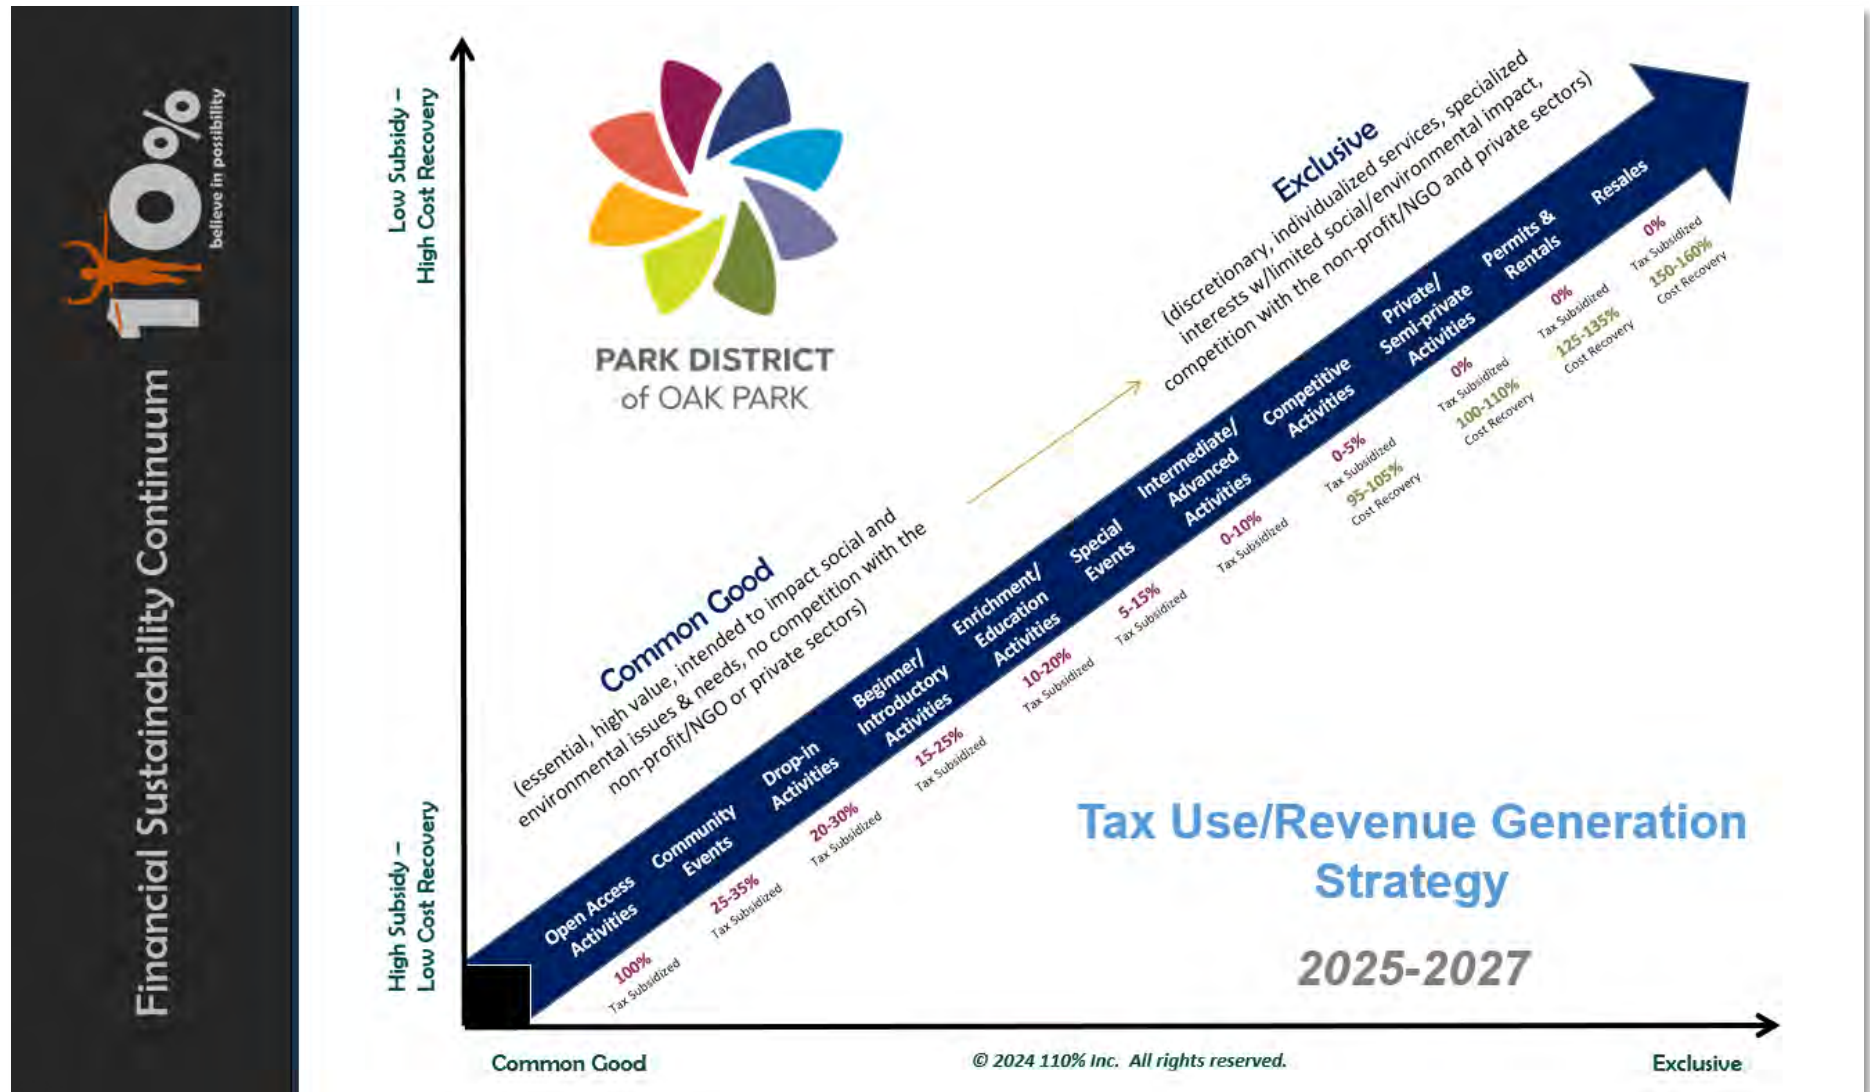 Financial Sustainability Continuum
110%
believe in possibility
Low Subsidy –
High Cost Recovery
High Subsidy –
Low Cost Recovery
PARK DISTRICT
of OAK PARK
Common Good
(essential, high value, intended to impact social and
environmental issues & needs, no competition with the
non-profit/NGO or private sectors)
Exclusive
(discretionary, individualized services, specialized
interests w/limited social/environmental impact,
competition with the non-profit/NGO and private sectors)
Open Access
Activities
Community
Events
Drop-in
Activities
Beginner/
Introductory
Activities
Enrichment/
Education
Activities
Special
Events
Intermediate/
Advanced
Activities
Competitive
Activities
Private/
Semi-private
Activities
Permits &
Rentals
Resales
100%
Tax Subsidized
25-35%
Tax Subsidized
20-30%
Tax Subsidized
15-25%
Tax Subsidized
10-20%
Tax Subsidized
5-15%
Tax Subsidized
0-10%
Tax Subsidized
0-5%
Tax Subsidized
95-105%
Cost Recovery
0%
Tax Subsidized
100-110%
Cost Recovery
0%
Tax Subsidized
125-135%
Cost Recovery
0%
Tax Subsidized
150-160%
Cost Recovery
Tax Use/Revenue Generation
Strategy
2025-2027
Common Good
© 2024 110% Inc.  All rights reserved.
Exclusive